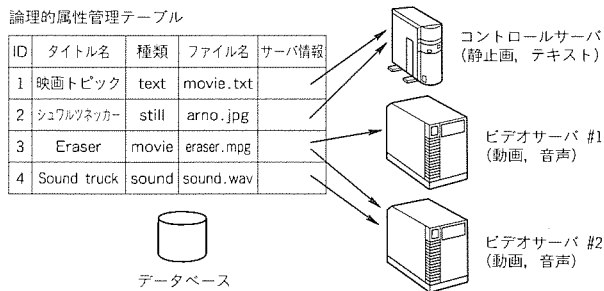 論理的属性管理テーブル
ID タイトル名 種類 ファイル名 サーバ情報
1 映画トピック text movie.txt
2 シュワルツネッカー still arno.jpg
3 Eraser movie eraser.mpg
4 Sound truck sound sound.wav
データベース
コントロールサーバ
(静止画, テキスト)
ビデオサーバ #1
(動画, 音声)
ビデオサーバ #2
(動画, 音声)